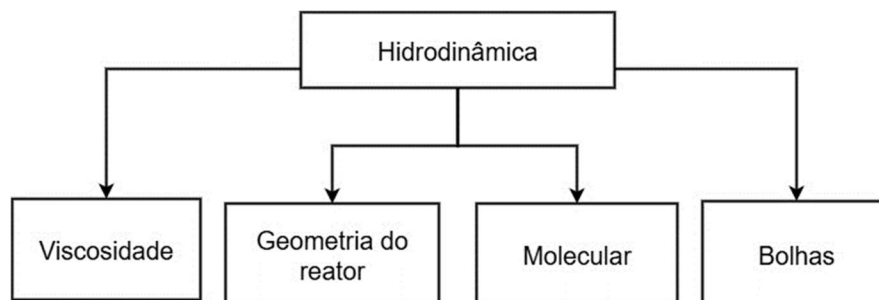 Hidrodinâmica
Viscosidade
Geometria do
reator
Molecular
Bolhas